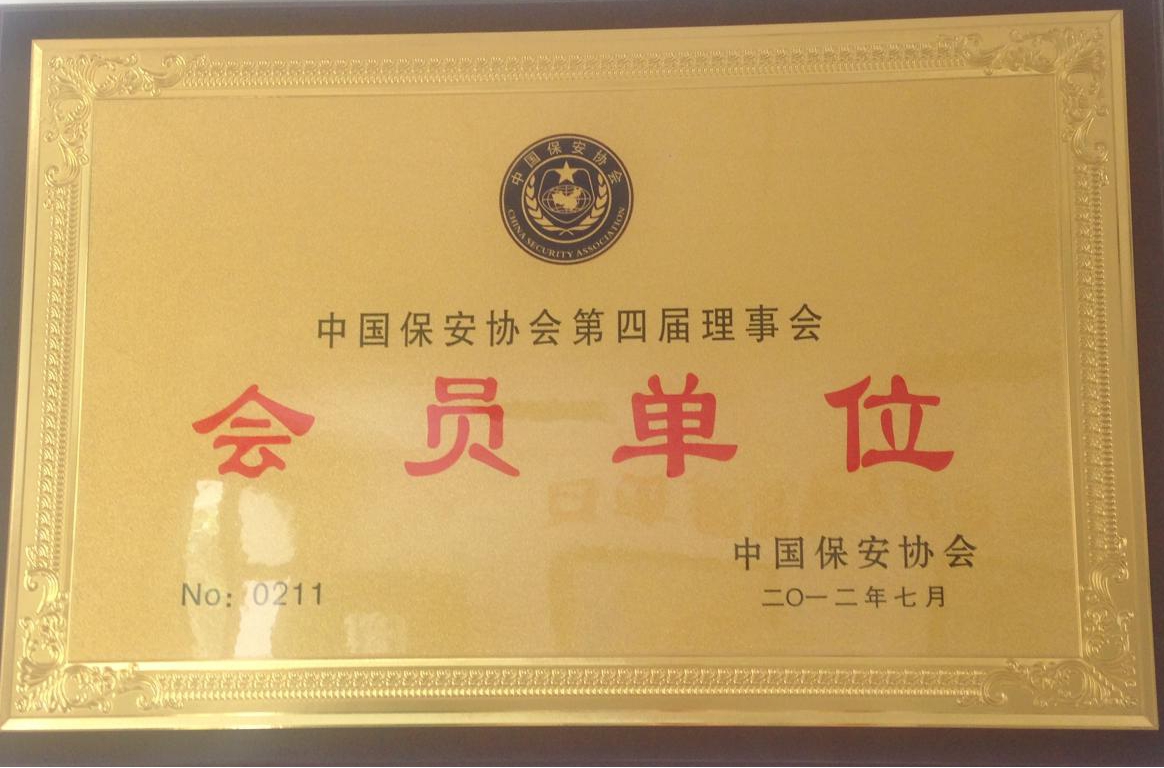 中国保安协会
CHINA SECURITY ASSOCIATION
中国保安协会第四届理事会
会员单位
中国保安协会
No: 0211
二〇一二年七月